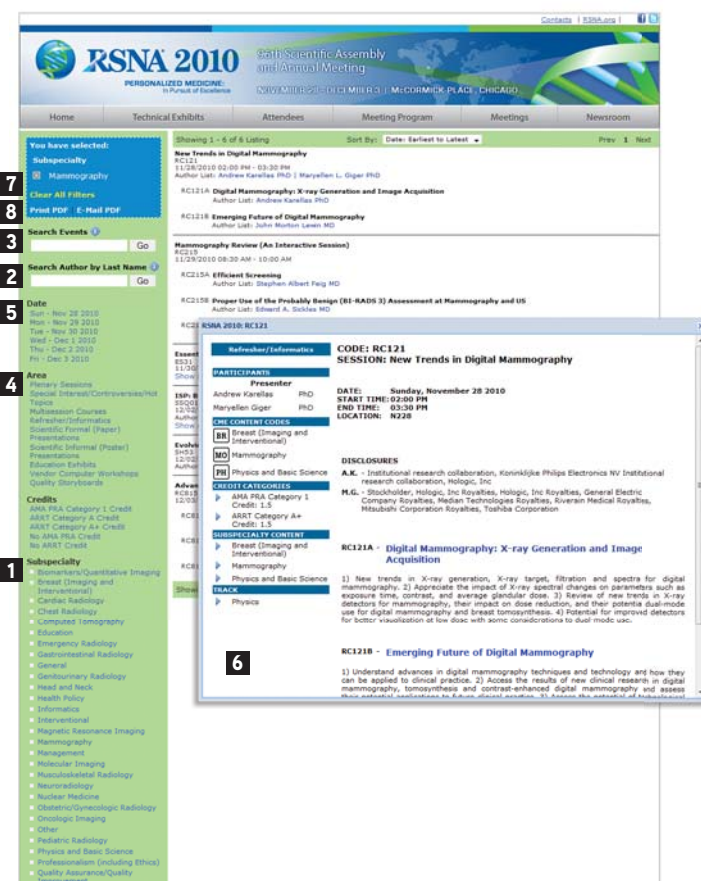 Contacts | RSNA.org |
RSNA 2010
PERSONALIZED MEDICINE:
In Pursuit of Excellence
96th Scientific Assembly
and Annual Meeting
NOVEMBER 28 - DECEMBER 3 | McCORMICK PLACE, CHICAGO
Home Technical Exhibits Attendees Meeting Program Meetings Newsroom
You have selected:
Subspecialty
Mammography
7
Clear All Filters
8
Print PDF E-Mail PDF
3
Search Events
Go
2
Search Author by Last Name
Go
5
Date
Sun - Nov 28 2010
Mon - Nov 29 2010
Tue - Nov 30 2010
Wed - Dec 1 2010
Thu - Dec 2 2010
Fri - Dec 3 2010
4
Area
Plenary Sessions
Special Interest/Controversies/Hot
Topics
Multisession Courses
Refresher/Informatics
Scientific Formal (Paper)
Presentations
Scientific Informal (Poster)
Presentations
Education Exhibits
Vendor Computer Workshops
Quality Storyboards
Credits
AMA PRA Category 1 Credit
ARRT Category A Credit
ARRT Category A+ Credit
No AMA PRA Credit
No ARRT Credit
1
Subspecialty
Biomarkers/Quantitative Imaging
Breast (Imaging and
Interventional)
Cardiac Radiology
Chest Radiology
Computed Tomography
Education
Emergency Radiology
Gastrointestinal Radiology
General
Genitourinary Radiology
Head and Neck
Health Policy
Informatics
Interventional
Magnetic Resonance Imaging
Mammography
Management
Molecular Imaging
Musculoskeletal Radiology
Neuroradiology
Nuclear Medicine
Obstetric/Gynecologic Radiology
Oncologic Imaging
Other
Pediatric Radiology
Physics and Basic Science
Professionalism (including Ethics)
Quality Assurance/Quality
Showing 1 - 6 of 6 Listing Sort By: Date: Earliest to Latest Prev 1 Next
New Trends in Digital Mammography
RC121
11/28/2010 02:00 PM - 03:30 PM
Author List: Andrew Karellas PhD | Maryellen L. Giger PhD
RC121A Digital Mammography: X-ray Generation and Image Acquisition
Author List: Andrew Karellas PhD
RC121B Emerging Future of Digital Mammography
Author List: John Morton Lewin MD
Mammography Review (An Interactive Session)
RC215
11/29/2010 08:30 AM - 10:00 AM
RC215A Efficient Screening
Author List: Stephen Albert Feig MD
RC215B Proper Use of the Probably Benign (BI-RADS 3) Assessment at Mammography and US
Author List: Edward A. Sickles MD
RSNA 2010: RC121
Refresher/Informatics
PARTICIPANTS
Presenter
Andrew Karellas PhD
Maryellen Giger PhD
CME CONTENT CODES
BR Breast (Imaging and
Interventional)
MO Mammography
PH Physics and Basic Science
CREDIT CATEGORIES
AMA PRA Category 1
Credit: 1.5
ARRT Category A+
Credit: 1.5
SUBSPECIALTY CONTENT
Breast (Imaging and
Interventional)
Mammography
Physics and Basic Science
TRACK
Physics
6
CODE: RC121
SESSION: New Trends in Digital Mammography
DATE: Sunday, November 28 2010
START TIME: 02:00 PM
END TIME: 03:30 PM
LOCATION: N228
DISCLOSURES
A.K. - Institutional research collaboration, Koninklijke Philips Electronics NV Institutional
research collaboration, Hologic, Inc
M.G. - Stockholder, Hologic, Inc Royalties, Hologic, Inc Royalties, General Electric
Company Royalties, Median Technologies Royalties, Riverain Medical Royalties,
Mitsubishi Corporation Royalties, Toshiba Corporation
RC121A - Digital Mammography: X-ray Generation and Image
Acquisition
1) New trends in X-ray generation, X-ray target, filtration and spectra for digital
mammography. 2) Appreciate the impact of X-ray spectral changes on parameters such as
exposure time, contrast, and average glandular dose. 3) Review of new trends in X-ray
detectors for mammography, their impact on dose reduction, and their potential dual-mode
use for digital mammography and breast tomosynthesis. 4) Potential for improved detectors
for better visualization at low dose with some considerations to dual mode use.
RC121B - Emerging Future of Digital Mammography
1) Understand advances in digital mammography techniques and technology and how they
can be applied to clinical practice. 2) Access the results of new clinical research in digital
mammography, tomosynthesis and contrast-enhanced digital mammography and assess